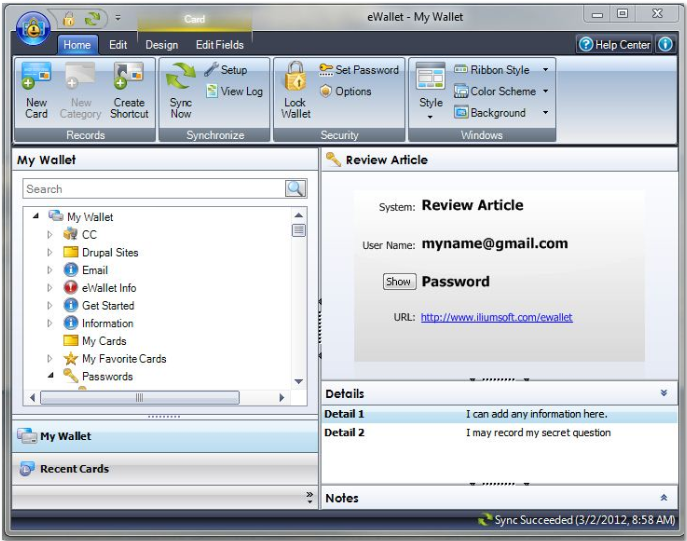 Card
eWallet - My Wallet
Home
Edit
Design
Edit Fields
Help Center
New Card
New Category
Create Shortcut
Records
Sync Now
Setup
View Log
Synchronize
Lock Wallet
Set Password
Options
Security
Style
Ribbon Style
Color Scheme
Background
Windows
My Wallet
Search
My Wallet
CC
Drupal Sites
Email
eWallet Info
Get Started
Information
My Cards
My Favorite Cards
Passwords
My Wallet
Recent Cards
Review Article
System: Review Article
User Name: myname@gmail.com
Show Password
URL: http://www.iliumsoft.com/ewallet
Details
Detail 1 I can add any information here.
Detail 2 I may record my secret question
Notes
Sync Succeeded (3/2/2012, 8:58 AM)